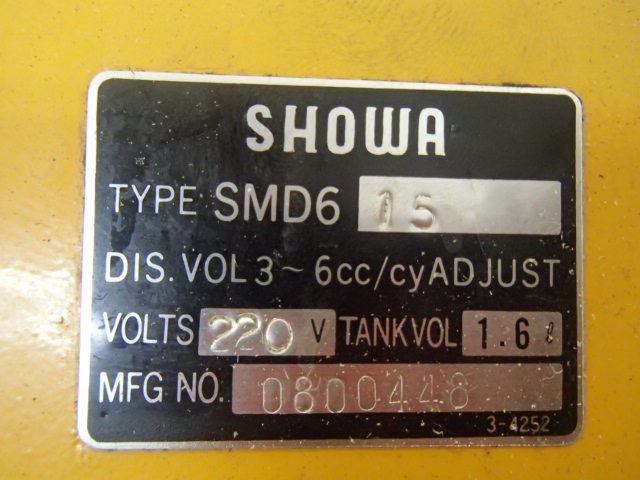 SHOWA
TYPE SMD6 15
DIS. VOL 3~6cc/cy ADJUST
VOLTS 220 V TANK VOL 1.6 ℓ
MFG NO. 0800448
3-4252